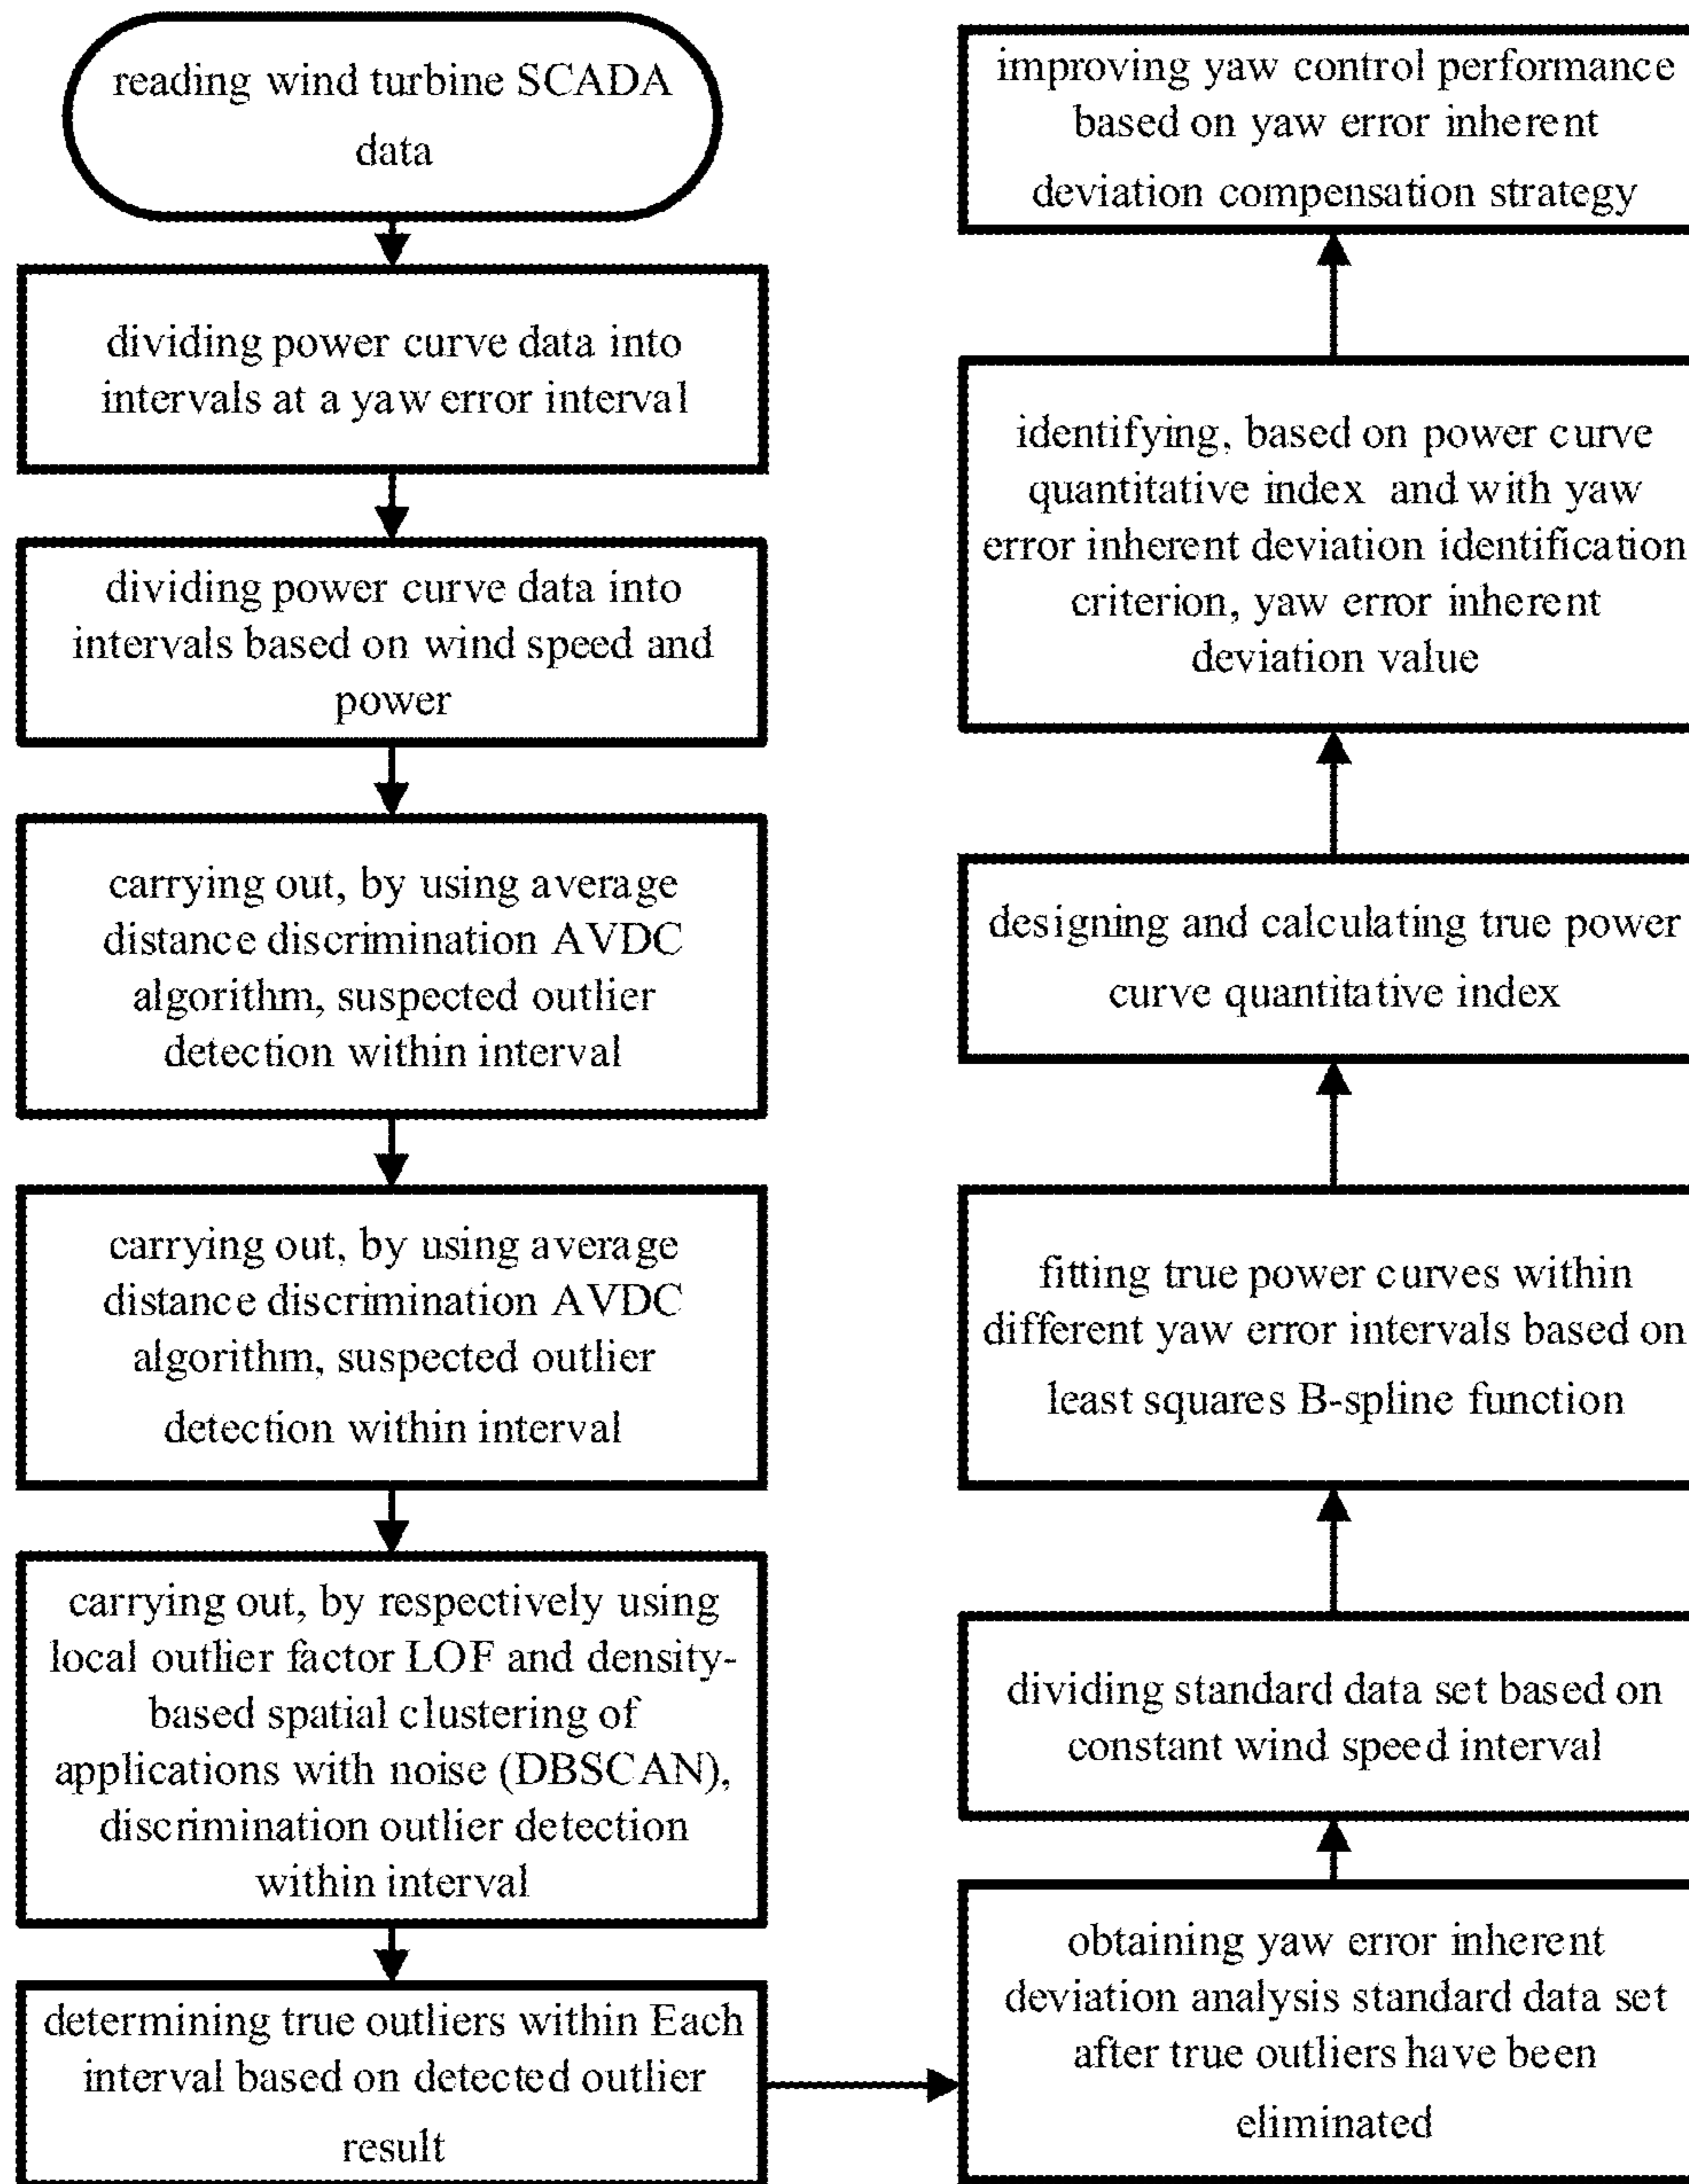 reading wind turbine SCADA
data
dividing power curve data into
intervals at a yaw error interval
dividing power curve data into
intervals based on wind speed and
power
carrying out, by using average
distance discrimination AVDC
algorithm, suspected outlier
detection within interval
carrying out, by using average
distance discrimination AVDC
algorithm, suspected outlier
detection within interval
carrying out, by respectively using
local outlier factor LOF and density-
based spatial clustering of
applications with noise (DBSCAN),
discrimination outlier detection
within interval
determining true outliers within Each
interval based on detected outlier
result
obtaining yaw error inherent
deviation analysis standard data set
after true outliers have been
eliminated
dividing standard data set based on
constant wind speed interval
fitting true power curves within
different yaw error intervals based on
least squares B-spline function
designing and calculating true power
curve quantitative index
identifying, based on power curve
quantitative index and with yaw
error inherent deviation identification
criterion, yaw error inherent
deviation value
improving yaw control performance
based on yaw error inherent
deviation compensation strategy